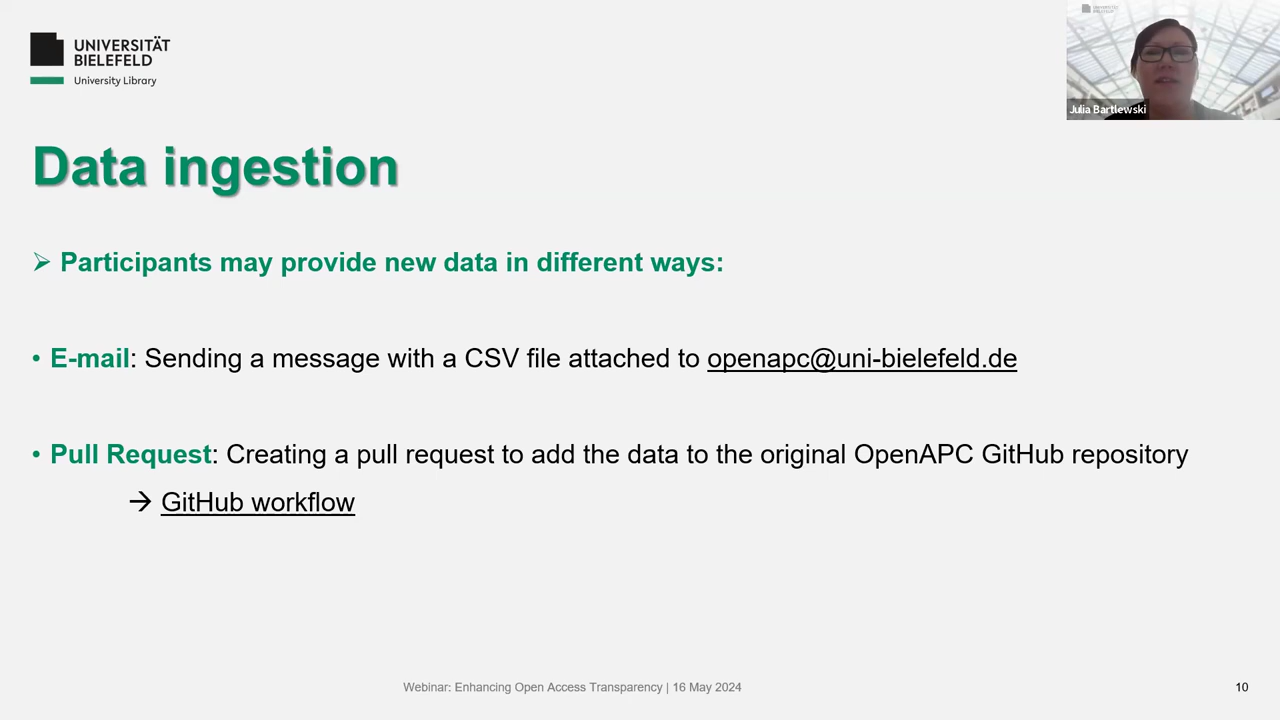 UNIVERSITÄT
BIELEFELD
University Library
Julia Bartlewski
Data ingestion
➢ Participants may provide new data in different ways:
• E-mail: Sending a message with a CSV file attached to openapc@uni-bielefeld.de
• Pull Request: Creating a pull request to add the data to the original OpenAPC GitHub repository
→ GitHub workflow
Webinar: Enhancing Open Access Transparency | 16 May 2024
10